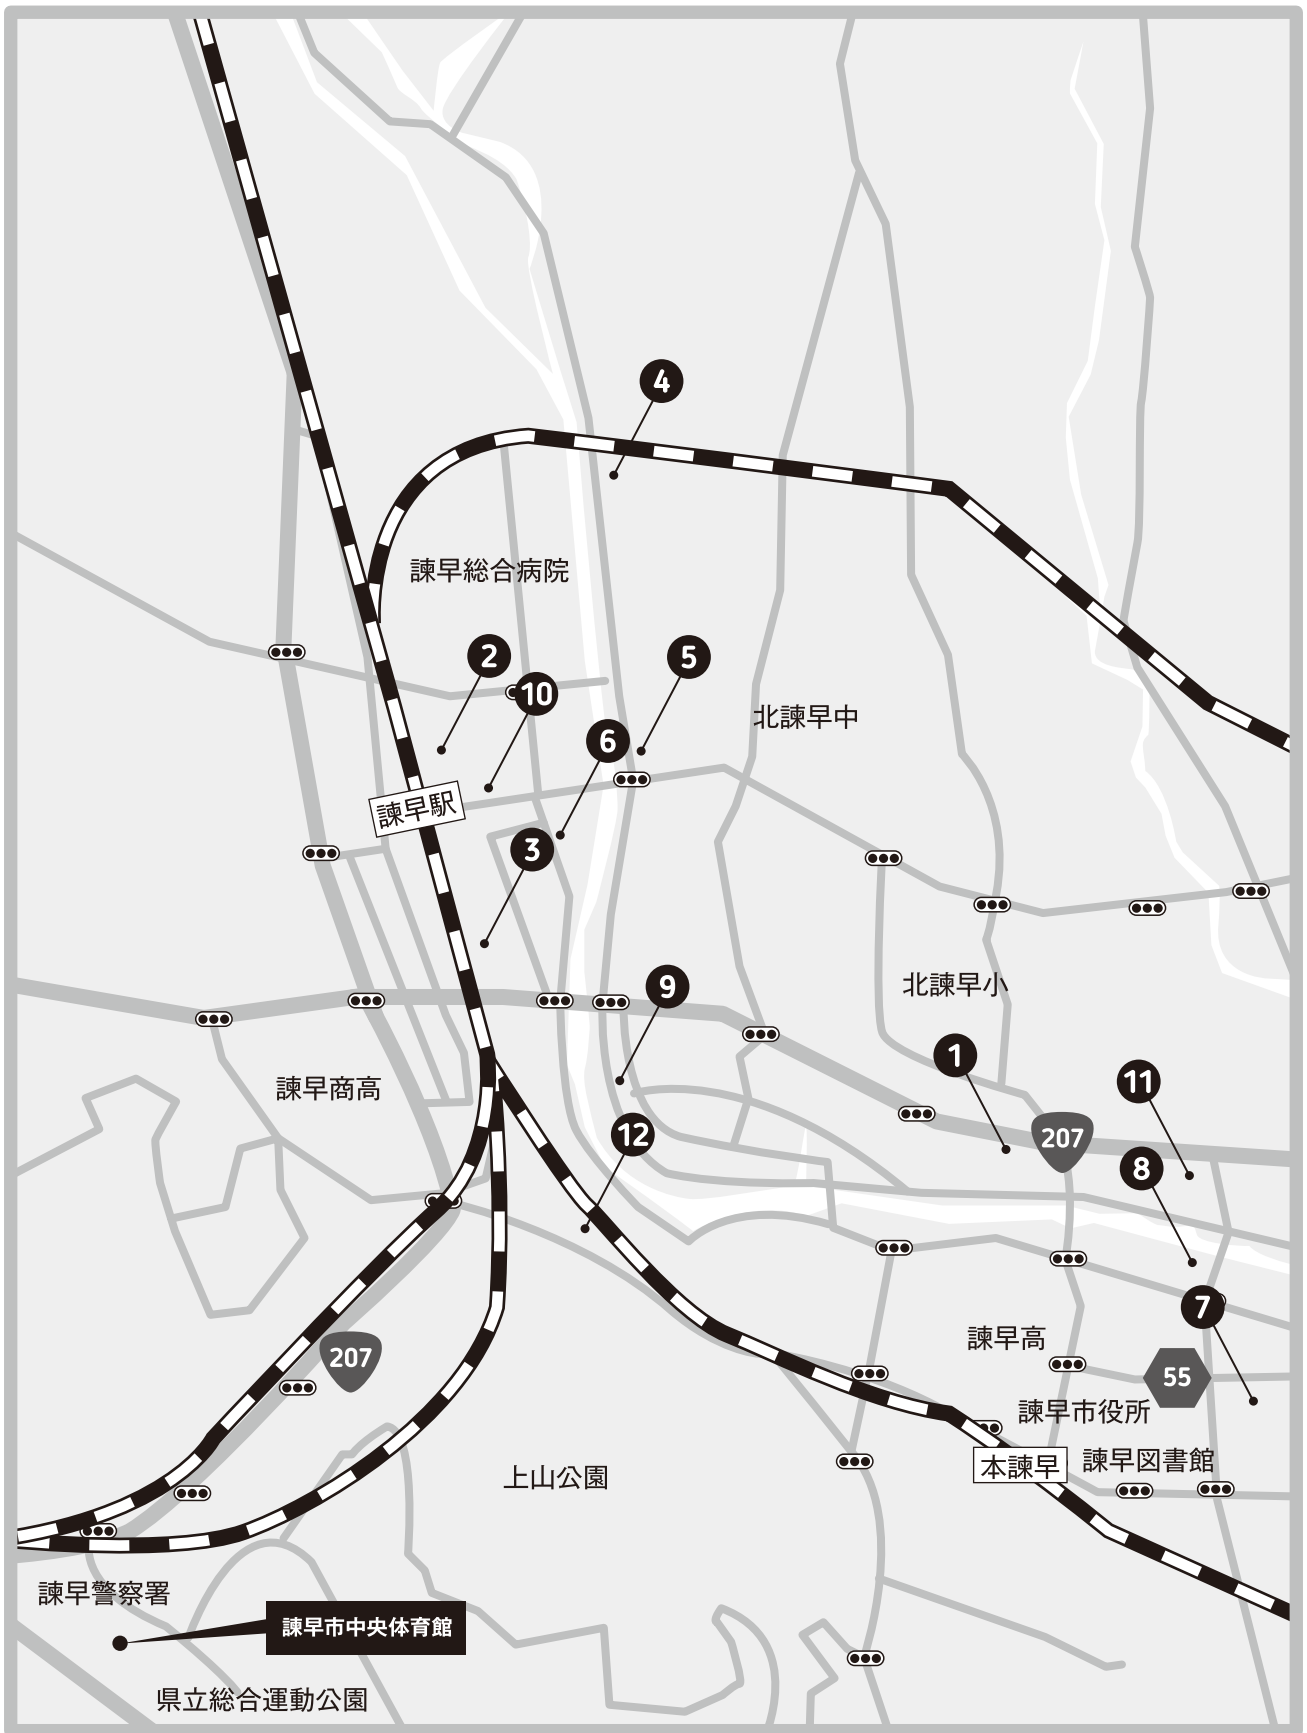 4
諫早総合病院
2
5
10
北諫早中
6
諫早駅
3
9
北諫早小
1
11
諫早商高
12
207
8
7
諫早高
207
55
諫早市役所
本諫早
諫早図書館
上山公園
諫早警察署
諫早市中央体育館
県立総合運動公園